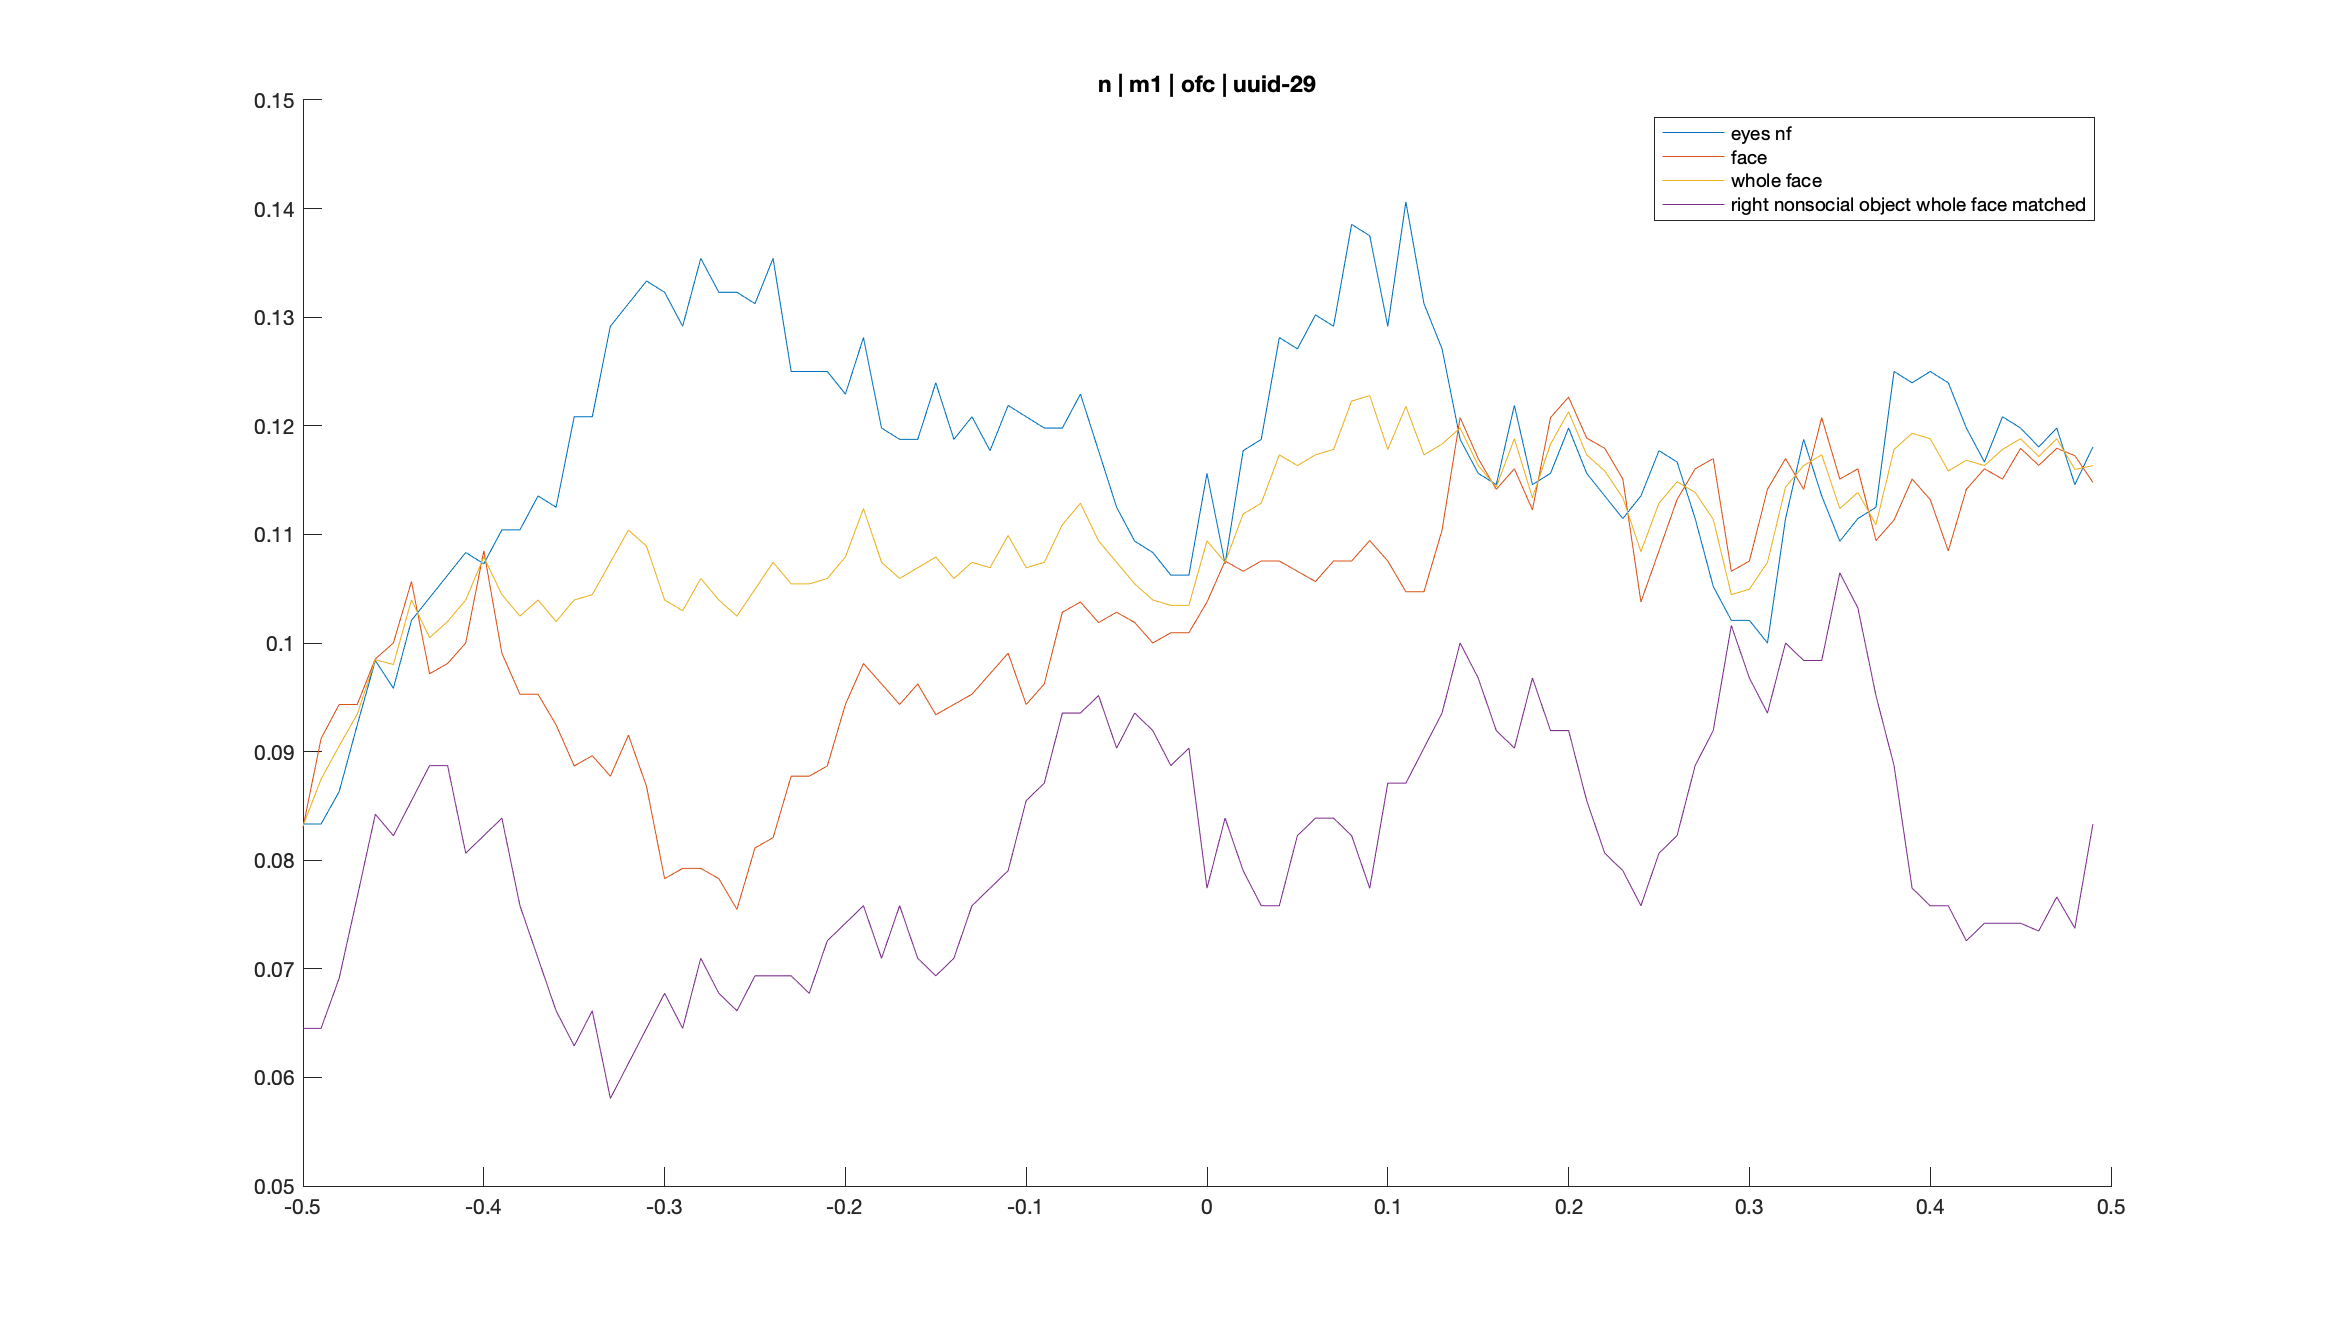 n | m1 | ofc | uuid-29
0.15
0.14
0.13
0.12
0.11
0.1
0.09
0.08
0.07
0.06
0.05
-0.5 -0.4 -0.3 -0.2 -0.1 0 0.1 0.2 0.3 0.4 0.5
eyes nf
face
whole face
right nonsocial object whole face matched